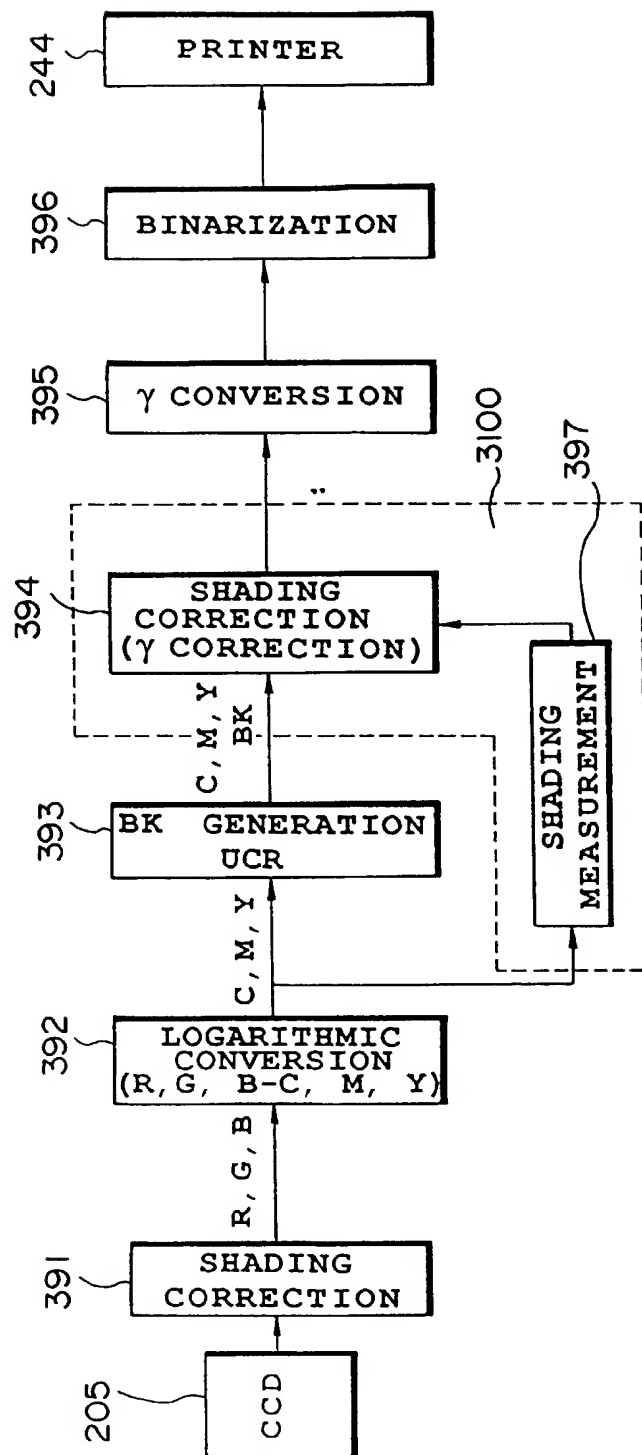 205
CCD
391
SHADING
CORRECTION
R, G, B
392
LOGARITHMIC
CONVERSION
(R, G, B-C, M, Y)
C, M, Y
393
BK GENERATION
UCR
C, M, Y
BK
394
SHADING
CORRECTION
(γ CORRECTION)
395
γ CONVERSION
396
BINARIZATION
244
PRINTER
3100
397
SHADING
MEASUREMENT